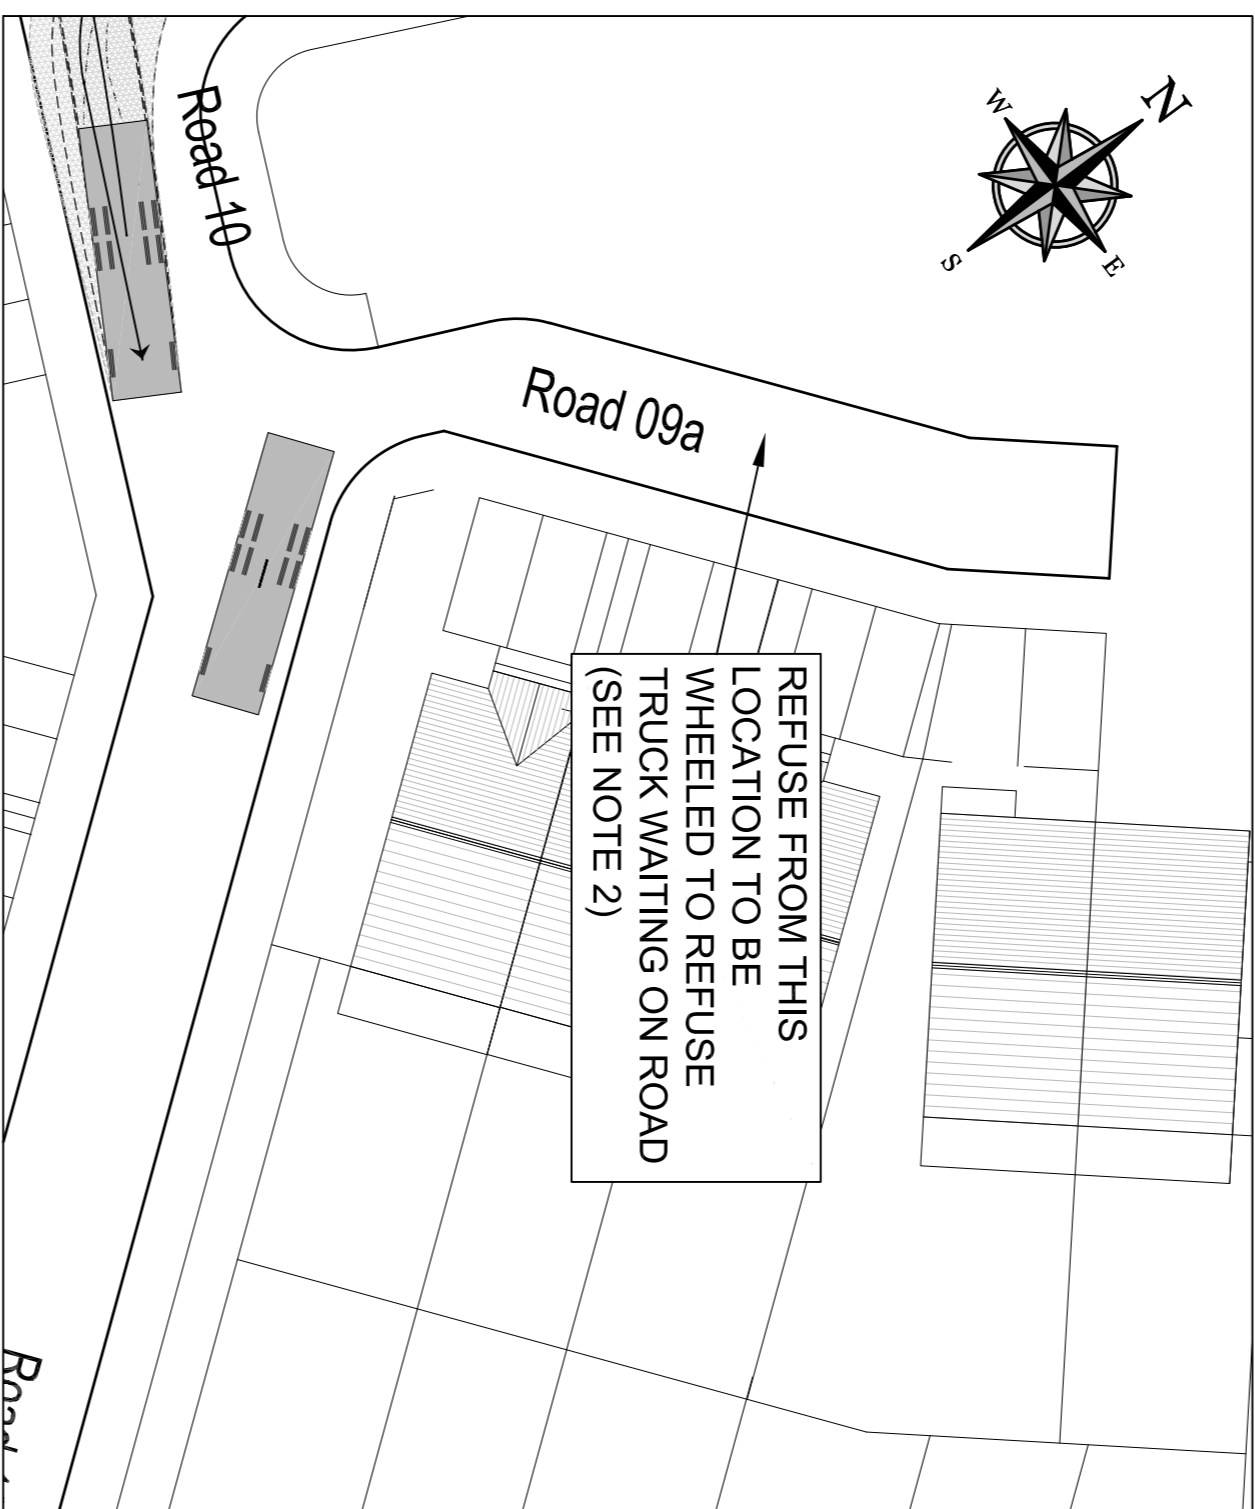 Road 10
N
W
E
S
Road 09a
REFUSE FROM THIS
LOCATION TO BE
WHEELED TO REFUSE
TRUCK WAITING ON ROAD
(SEE NOTE 2)
Road